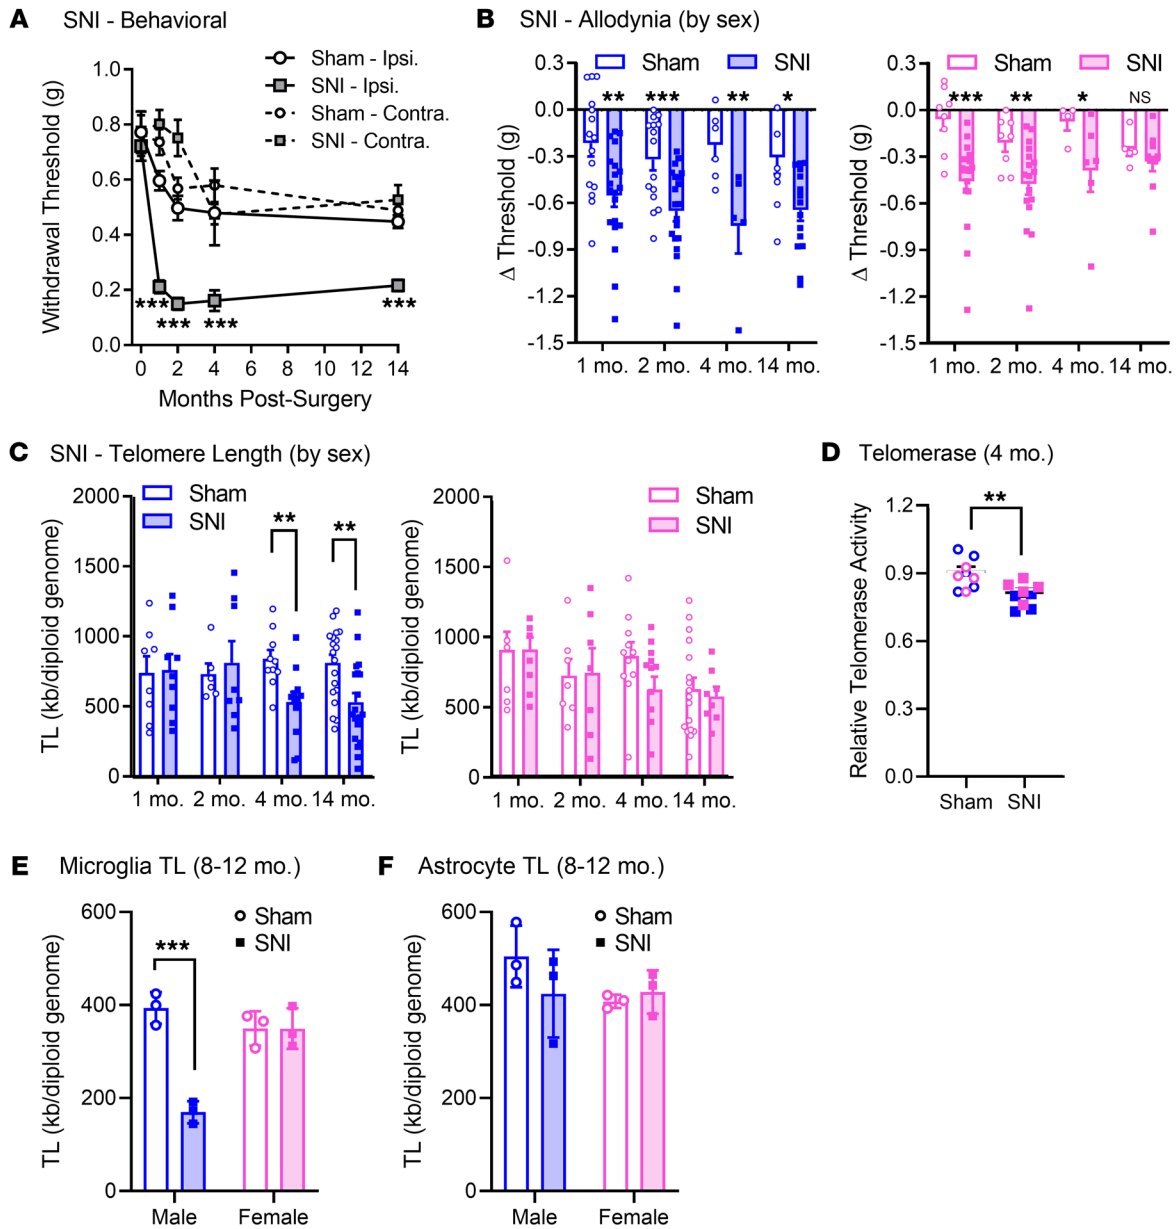 A SNI - Behavioral
Sham - Ipsi.
SNI - Ipsi.
Sham - Contra.
SNI - Contra.
Withdrawal Threshold (g)
1.0
0.8
0.6
0.4
0.2
0.0
***
***
***
***
0 2 4 6 8 10 12 14
Months Post-Surgery
B SNI - Allodynia (by sex)
Sham SNI
Δ Threshold (g)
0.3
0.0
-0.3
-0.6
-0.9
-1.2
-1.5
** *** ** *
1 mo. 2 mo. 4 mo. 14 mo.
Sham SNI
Δ Threshold (g)
0.3
0.0
-0.3
-0.6
-0.9
-1.2
-1.5
*** ** * NS
1 mo. 2 mo. 4 mo. 14 mo.
C SNI - Telomere Length (by sex)
Sham
SNI
TL (kb/diploid genome)
2000
1500
1000
500
0
** **
1 mo. 2 mo. 4 mo. 14 mo.
Sham
SNI
TL (kb/diploid genome)
2000
1500
1000
500
0
1 mo. 2 mo. 4 mo. 14 mo.
D Telomerase (4 mo.)
Relative Telomerase Activity
1.2
0.9
0.6
0.3
0.0
**
Sham SNI
E Microglia TL (8-12 mo.)
Sham
SNI
TL (kb/diploid genome)
600
400
200
0
***
Male Female
F Astrocyte TL (8-12 mo.)
Sham
SNI
TL (kb/diploid genome)
600
400
200
0
Male Female